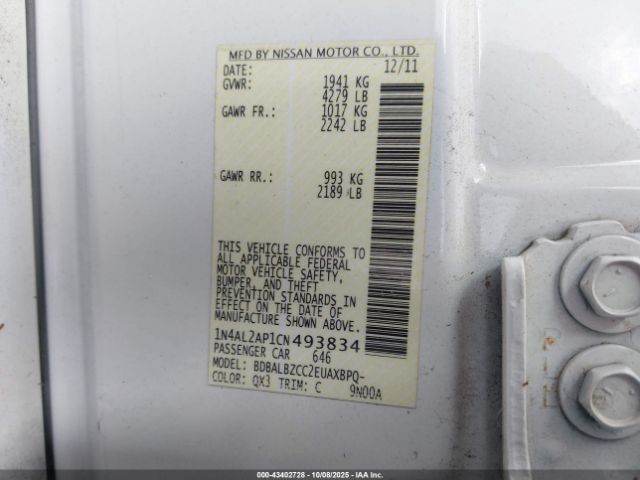 MFD BY NISSAN MOTOR CO., LTD.
DATE: 12/11
GVWR: 1941 KG
4279 LB
GAWR FR.: 1017 KG
2242 LB
GAWR RR.: 993 KG
2189 LB
THIS VEHICLE CONFORMS TO
ALL APPLICABLE FEDERAL
MOTOR VEHICLE SAFETY,
BUMPER, AND THEFT
PREVENTION STANDARDS IN
EFFECT ON THE DATE OF
MANUFACTURE SHOWN ABOVE.
1N4AL2AP1CN493834
PASSENGER CAR 646
MODEL: BDBALBZCC2EUAXBPQ-
COLOR: QX3 TRIM: C 9N00A
000-43402728 - 10/08/2025 - IAAI.COM